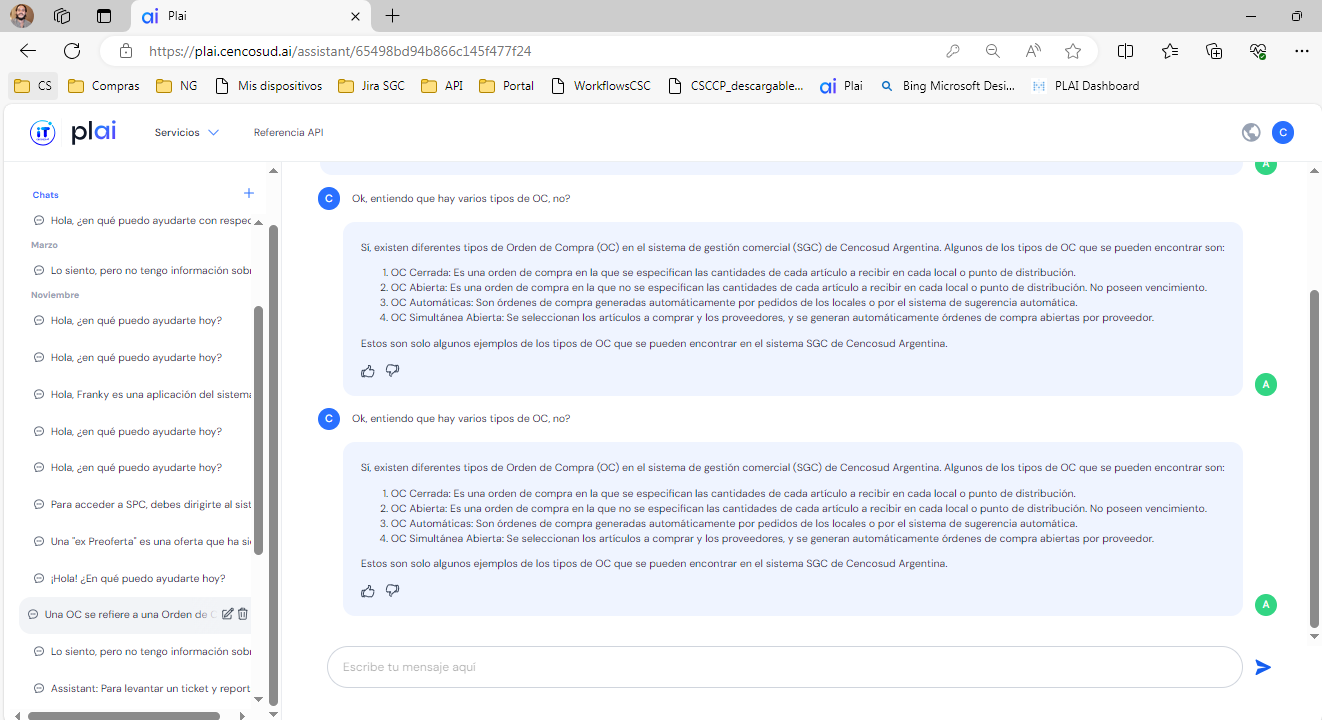 ai Plai
https://plai.cencosud.ai/assistant/65498bd94b866c145f477f24
CS Compras NG Mis dispositivos Jira SGC API Portal WorkflowsCSC CSCCP_descargable... ai Plai Bing Microsoft Desi... PLAI Dashboard
iT plai Servicios Referencia API C
Chats
Hola, ¿en qué puedo ayudarte con respec
Marzo
Lo siento, pero no tengo información sobr
Noviembre
Hola, ¿en qué puedo ayudarte hoy?
Hola, ¿en qué puedo ayudarte hoy?
Hola, Franky es una aplicación del sistema
Hola, ¿en qué puedo ayudarte hoy?
Hola, ¿en qué puedo ayudarte hoy?
Para acceder a SPC, debes dirigirte al sist
Una "ex Preoferta" es una oferta que ha si
¡Hola! ¿En qué puedo ayudarte hoy?
Una OC se refiere a una Orden de C
Lo siento, pero no tengo información sobr
Assistant: Para levantar un ticket y report
A
C Ok, entiendo que hay varios tipos de OC, no?
Sí, existen diferentes tipos de Orden de Compra (OC) en el sistema de gestión comercial (SGC) de Cencosud Argentina. Algunos de los tipos de OC que se pueden encontrar son:
1. OC Cerrada: Es una orden de compra en la que se especifican las cantidades de cada artículo a recibir en cada local o punto de distribución.
2. OC Abierta: Es una orden de compra en la que no se especifican las cantidades de cada artículo a recibir en cada local o punto de distribución. No poseen vencimiento.
3. OC Automáticas: Son órdenes de compra generadas automáticamente por pedidos de los locales o por el sistema de sugerencia automática.
4. OC Simultánea Abierta: Se seleccionan los artículos a comprar y los proveedores, y se generan automáticamente órdenes de compra abiertas por proveedor.
Estos son solo algunos ejemplos de los tipos de OC que se pueden encontrar en el sistema SGC de Cencosud Argentina.
A
C Ok, entiendo que hay varios tipos de OC, no?
Sí, existen diferentes tipos de Orden de Compra (OC) en el sistema de gestión comercial (SGC) de Cencosud Argentina. Algunos de los tipos de OC que se pueden encontrar son:
1. OC Cerrada: Es una orden de compra en la que se especifican las cantidades de cada artículo a recibir en cada local o punto de distribución.
2. OC Abierta: Es una orden de compra en la que no se especifican las cantidades de cada artículo a recibir en cada local o punto de distribución. No poseen vencimiento.
3. OC Automáticas: Son órdenes de compra generadas automáticamente por pedidos de los locales o por el sistema de sugerencia automática.
4. OC Simultánea Abierta: Se seleccionan los artículos a comprar y los proveedores, y se generan automáticamente órdenes de compra abiertas por proveedor.
Estos son solo algunos ejemplos de los tipos de OC que se pueden encontrar en el sistema SGC de Cencosud Argentina.
A
Escribe tu mensaje aquí